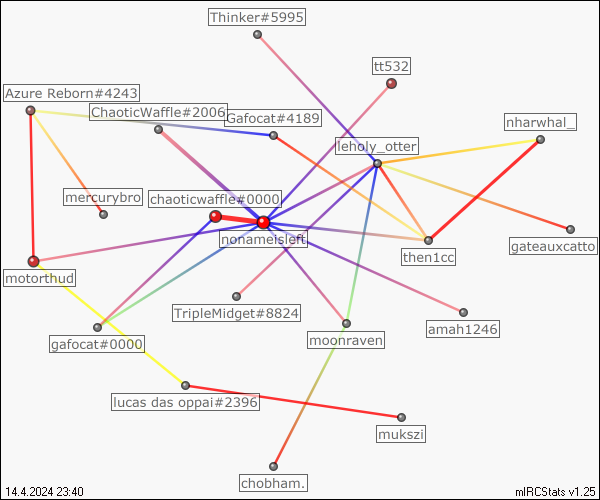 Thinker#5995
tt532
Azure Reborn#4243
ChaoticWaffle#2006
Gafocat#4189
nharwhal_
leholy_otter
mercurybro
chaoticwaffle#0000
nonameisleft
then1cc
gateauxcatto
motorthud
TripleMidget#8824
amah1246
gafocat#0000
moonraven
lucas das oppai#2396
mukszi
chobham.
14.4.2024 23:40
mIRCStats v1.25